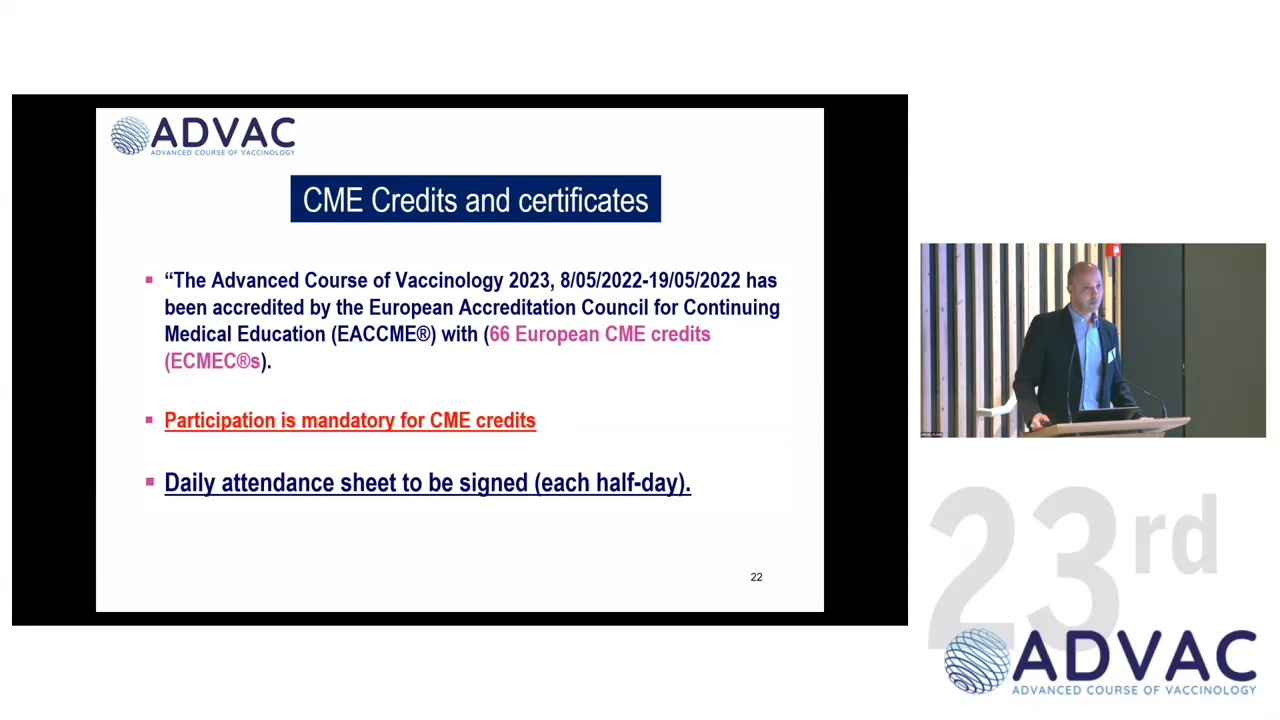 ADVAC
ADVANCED COURSE OF VACCINOLOGY
CME Credits and certificates
“The Advanced Course of Vaccinology 2023, 8/05/2022-19/05/2022 has
been accredited by the European Accreditation Council for Continuing
Medical Education (EACCME®) with (66 European CME credits
(ECMEC®s).
Participation is mandatory for CME credits
Daily attendance sheet to be signed (each half-day).
22
23rd
ADVAC
ADVANCED COURSE OF VACCINOLOGY